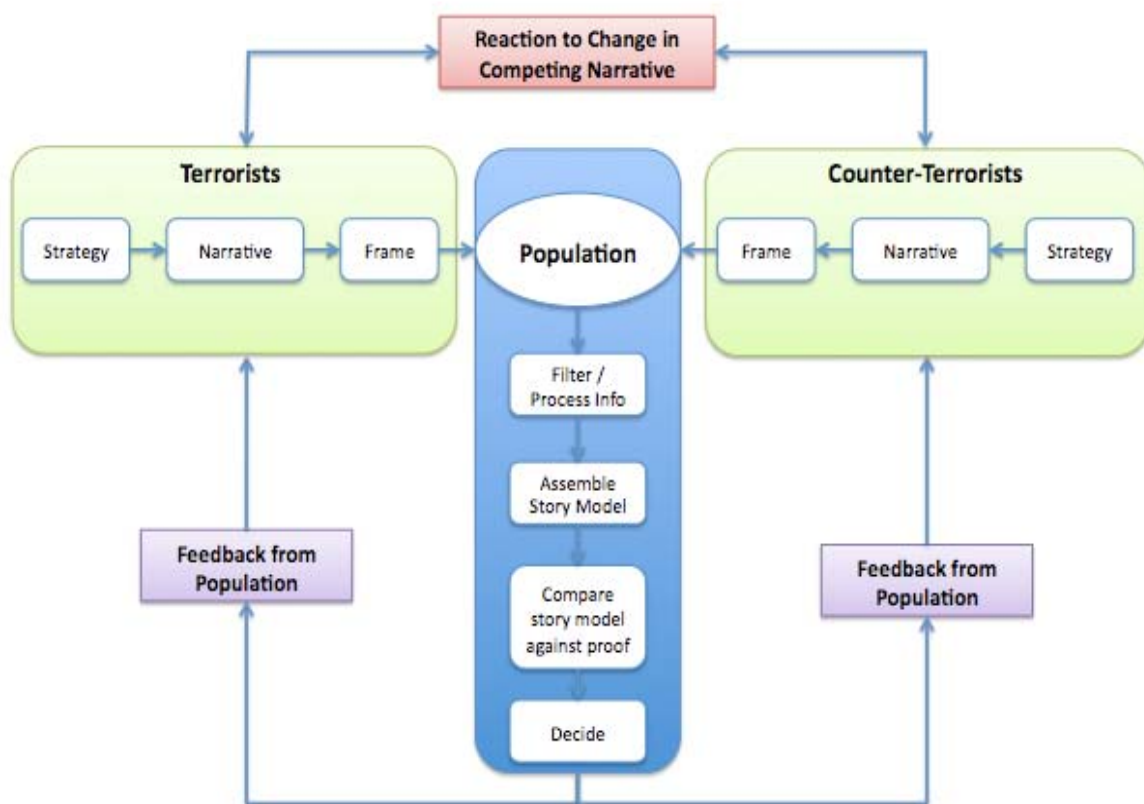 Reaction to Change in
Competing Narrative
Terrorists
Strategy
Narrative
Frame
Population
Filter /
Process Info
Assemble
Story Model
Compare
story model
against proof
Decide
Counter-Terrorists
Frame
Narrative
Strategy
Feedback from
Population
Feedback from
Population